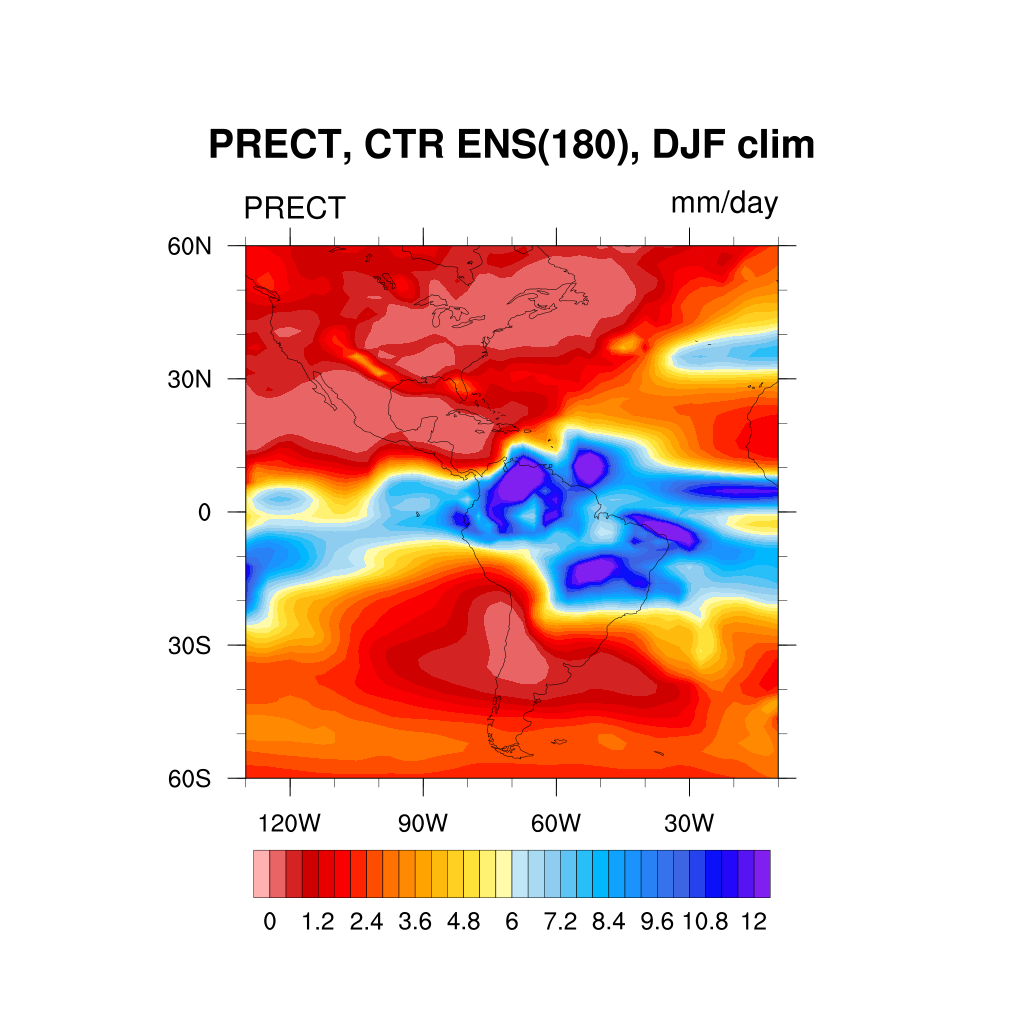 PRECT, CTR ENS(180), DJF clim
PRECT
mm/day
60N
30N
0
30S
60S
120W 90W 60W 30W
0 1.2 2.4 3.6 4.8 6 7.2 8.4 9.6 10.8 12